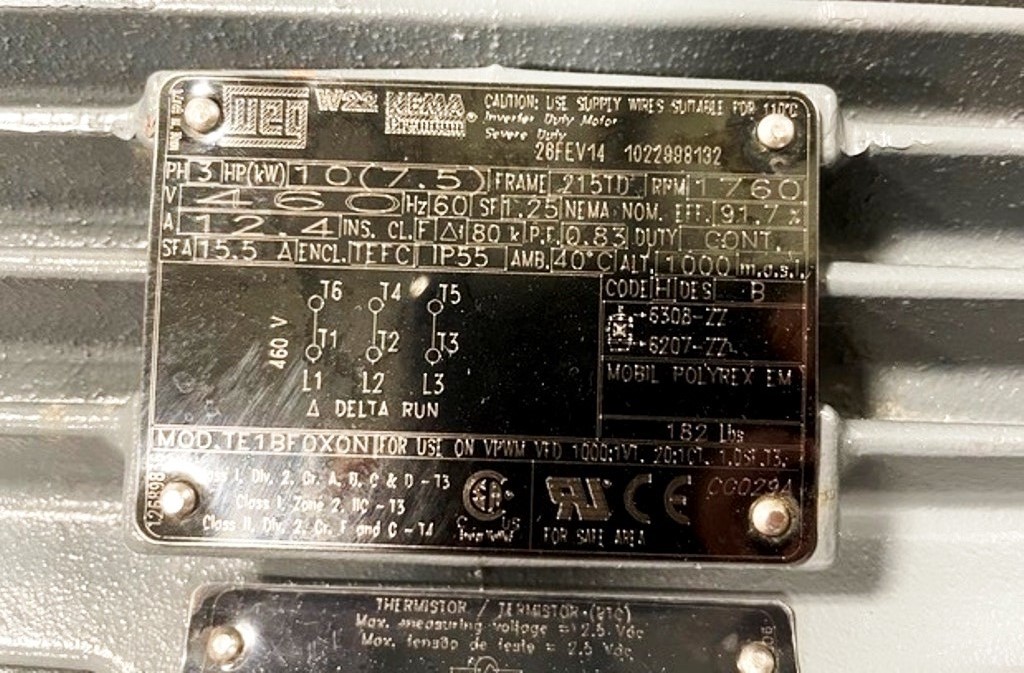 WEG W22 NEMA Premium® CAUTION: USE SUPPLY WIRES SUITABLE FOR 110°C
Inverter Duty Motor
Severe Duty
26FEV14 1022998132
PH 3 HP(kW) 10(7.5) FRAME 215TD RPM 1760
V 460 Hz 60 SF 1.25 NEMA NOM. EFF. 91.7 %
A 12.4 INS. CL. F Δt 80 K P.F. 0.83 DUTY CONT.
SFA 15.5 A ENCL. TEFC IP55 AMB. 40°C ALT. 1000 m.a.s.l.
CODE H DES B
T6 T4 T5
6308-ZZ
T1 T2 T3
6207-ZZ
460 V
L1 L2 L3
MOBIL POLYREX EM
Δ DELTA RUN
182 Lbs
MOD. TE1BFOXON FOR USE ON VPWM VFD 1000:1VT, 20:1CT, 1.0SF, T3C
Class I, Div. 2, Gr. A, B, C & D - T3
Class I, Zone 2, IIC - T3
Class II, Div. 2, Gr. F and G - T4
FOR SAFE AREA
CE
THERMISTOR / TERMISTOR (PTC)
Max. measuring voltage = 2.5 Vdc
Max. tensão de teste = 2.5 Vdc